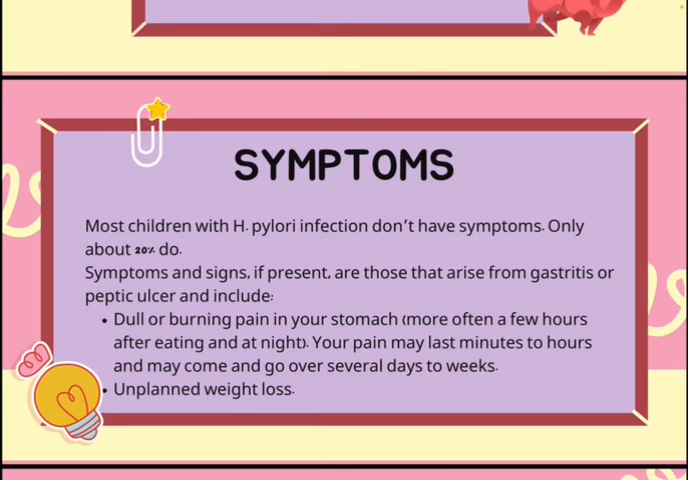 SYMPTOMS
Most children with H. pylori infection don't have symptoms. Only
about 20% do.
Symptoms and signs, if present, are those that arise from gastritis or
peptic ulcer and include:
• Dull or burning pain in your stomach (more often a few hours
after eating and at night). Your pain may last minutes to hours
and may come and go over several days to weeks.
• Unplanned weight loss.